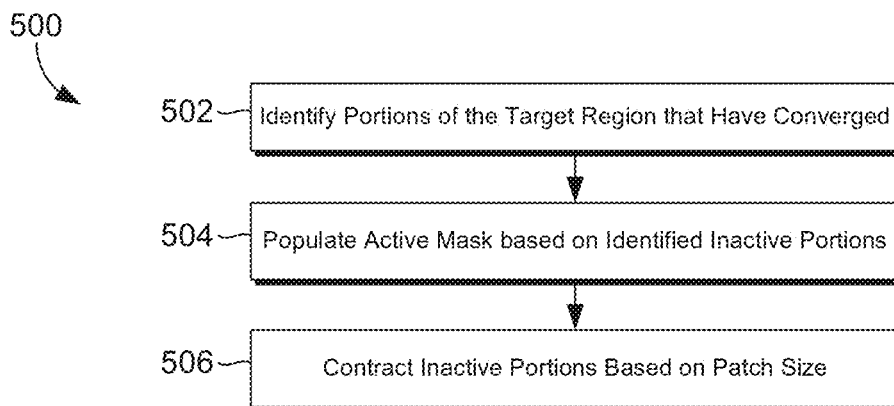 500
502
Identify Portions of the Target Region that Have Converged
504
Populate Active Mask based on Identified Inactive Portions
506
Contract Inactive Portions Based on Patch Size